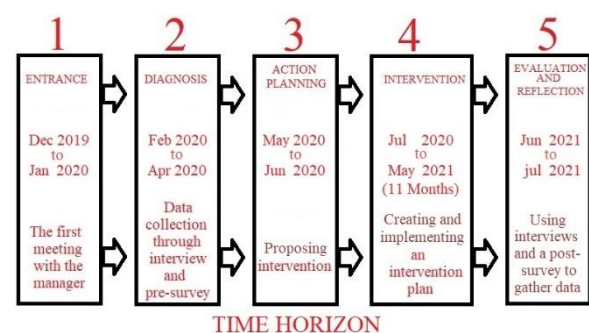 1
ENTRANCE
Dec 2019
to
Jan 2020
The first
meeting
with the
manager
2
DIAGNOSIS
Feb 2020
to
Apr 2020
Data
collection
through
interview
and
pre-survey
3
ACTION
PLANNING
May 2020
to
Jun 2020
Proposing
intervention
4
INTERVENTION
Jul 2020
to
May 2021
(11 Months)
Creating and
implementing
an
intervention
plan
5
EVALUATION
AND
REFLECTION
Jun 2021
to
jul 2021
Using
interviews
and a post-
survey to
gather data
TIME HORIZON